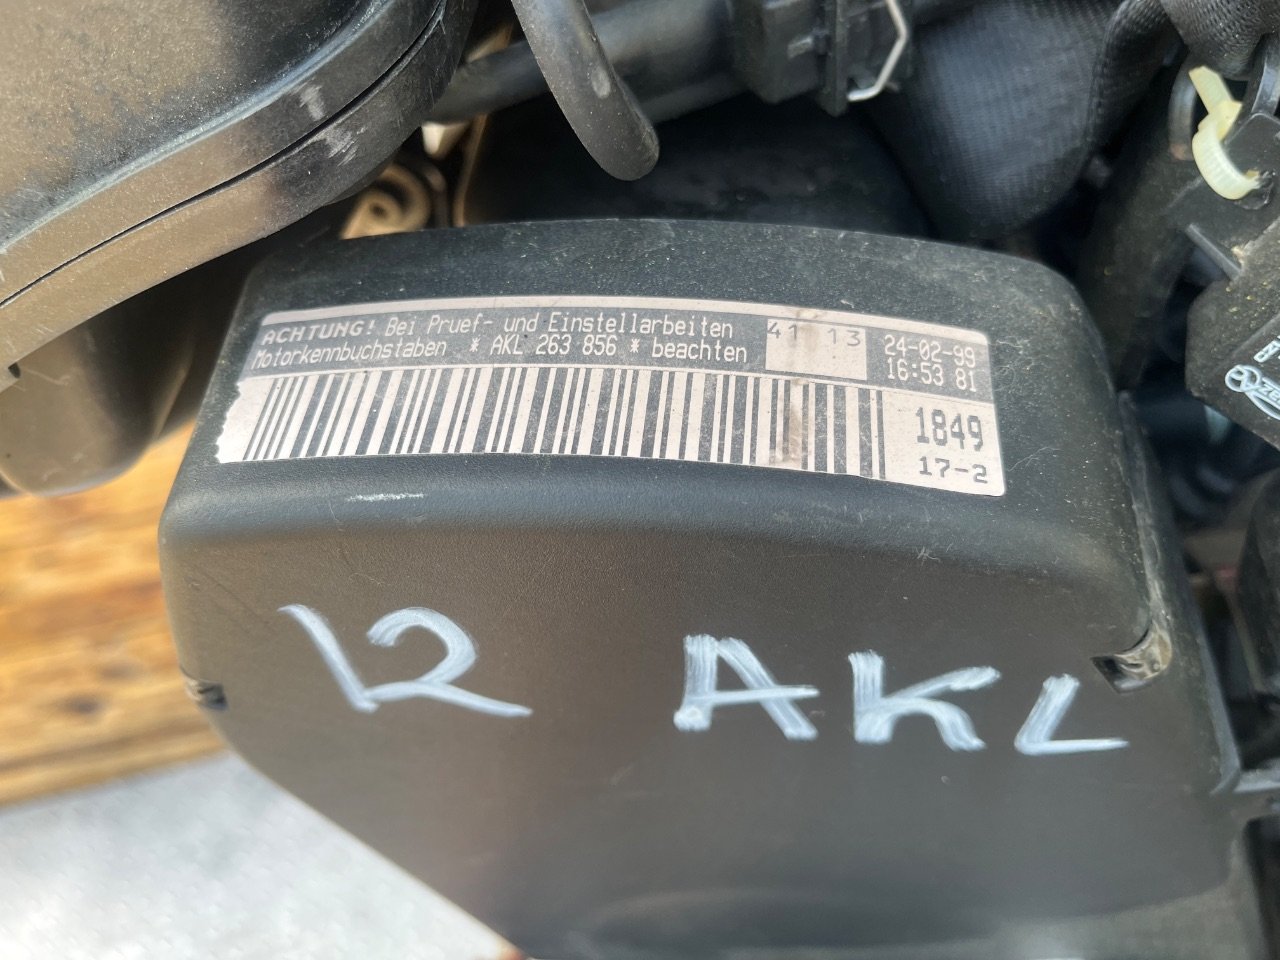 ACHTUNG! Bei Pruef- und Einstellarbeiten
Motorkennbuchstaben * AKL 263 856 * beachten
41 13
24-02-99
16:53 81
1849
17-2
12 AKL